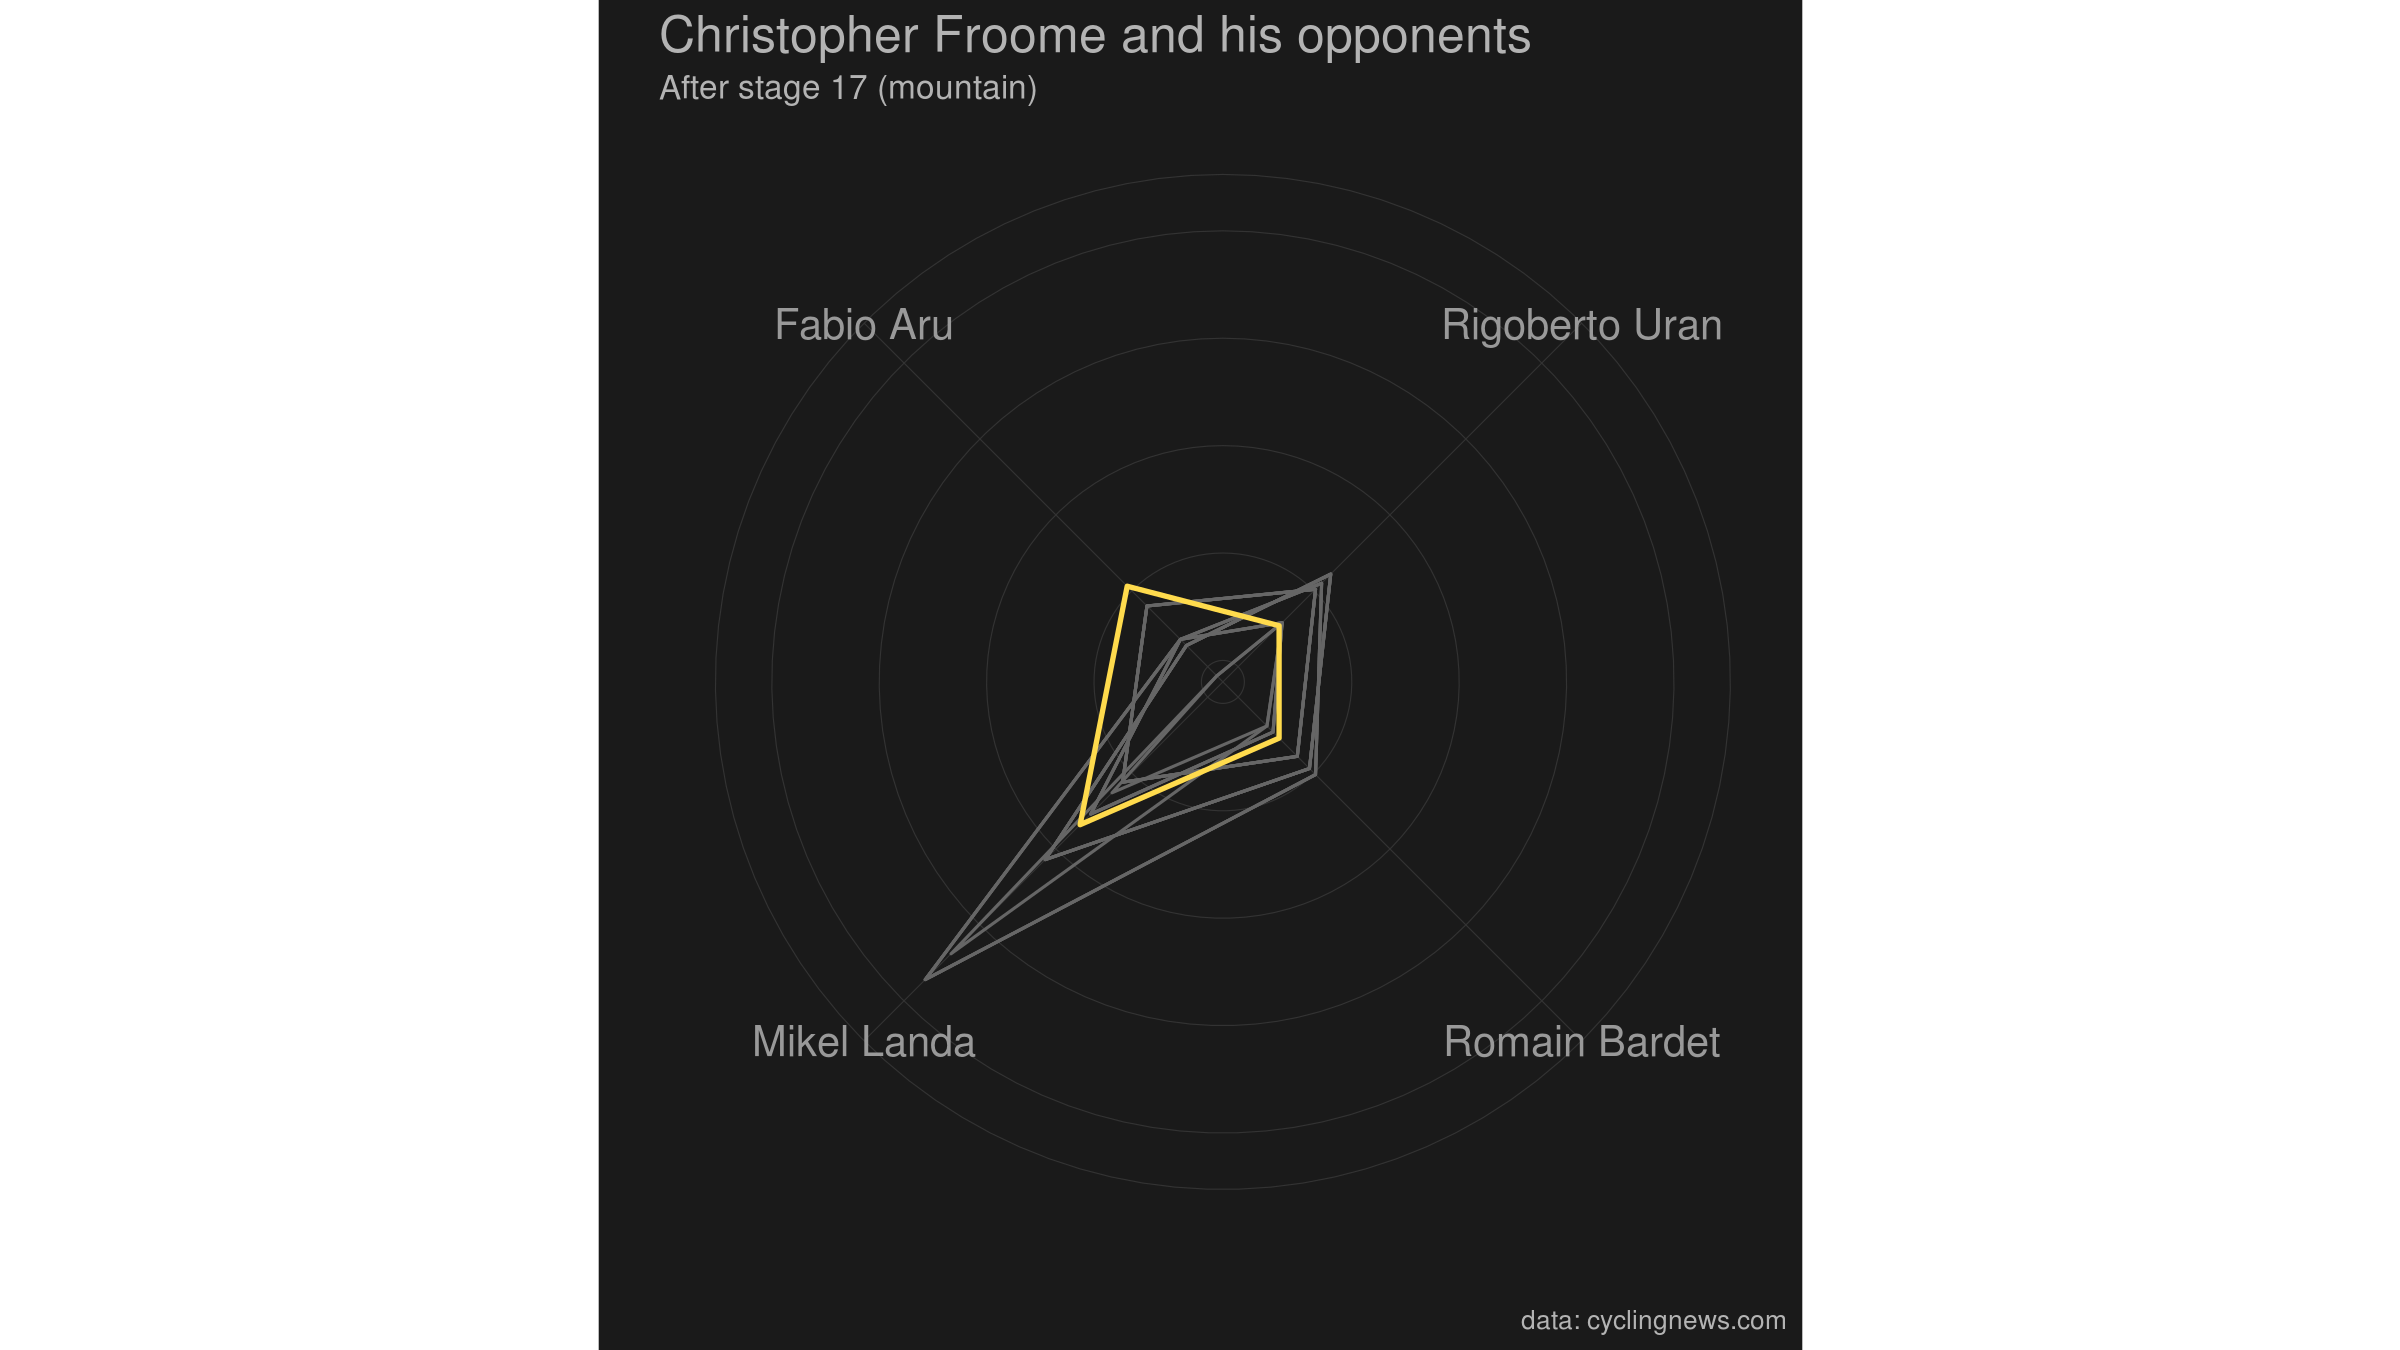 Christopher Froome and his opponents
After stage 17 (mountain)
Fabio Aru
Rigoberto Uran
Mikel Landa
Romain Bardet
data: cyclingnews.com